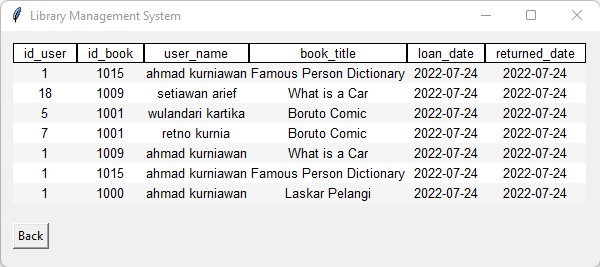 Library Management System
id_user id_book user_name book_title loan_date returned_date
1 1015 ahmad kurniawan Famous Person Dictionary 2022-07-24 2022-07-24
18 1009 setiawan arief What is a Car 2022-07-24 2022-07-24
5 1001 wulandari kartika Boruto Comic 2022-07-24 2022-07-24
7 1001 retno kurnia Boruto Comic 2022-07-24 2022-07-24
1 1009 ahmad kurniawan What is a Car 2022-07-24 2022-07-24
1 1015 ahmad kurniawan Famous Person Dictionary 2022-07-24 2022-07-24
1 1000 ahmad kurniawan Laskar Pelangi 2022-07-24 2022-07-24
Back